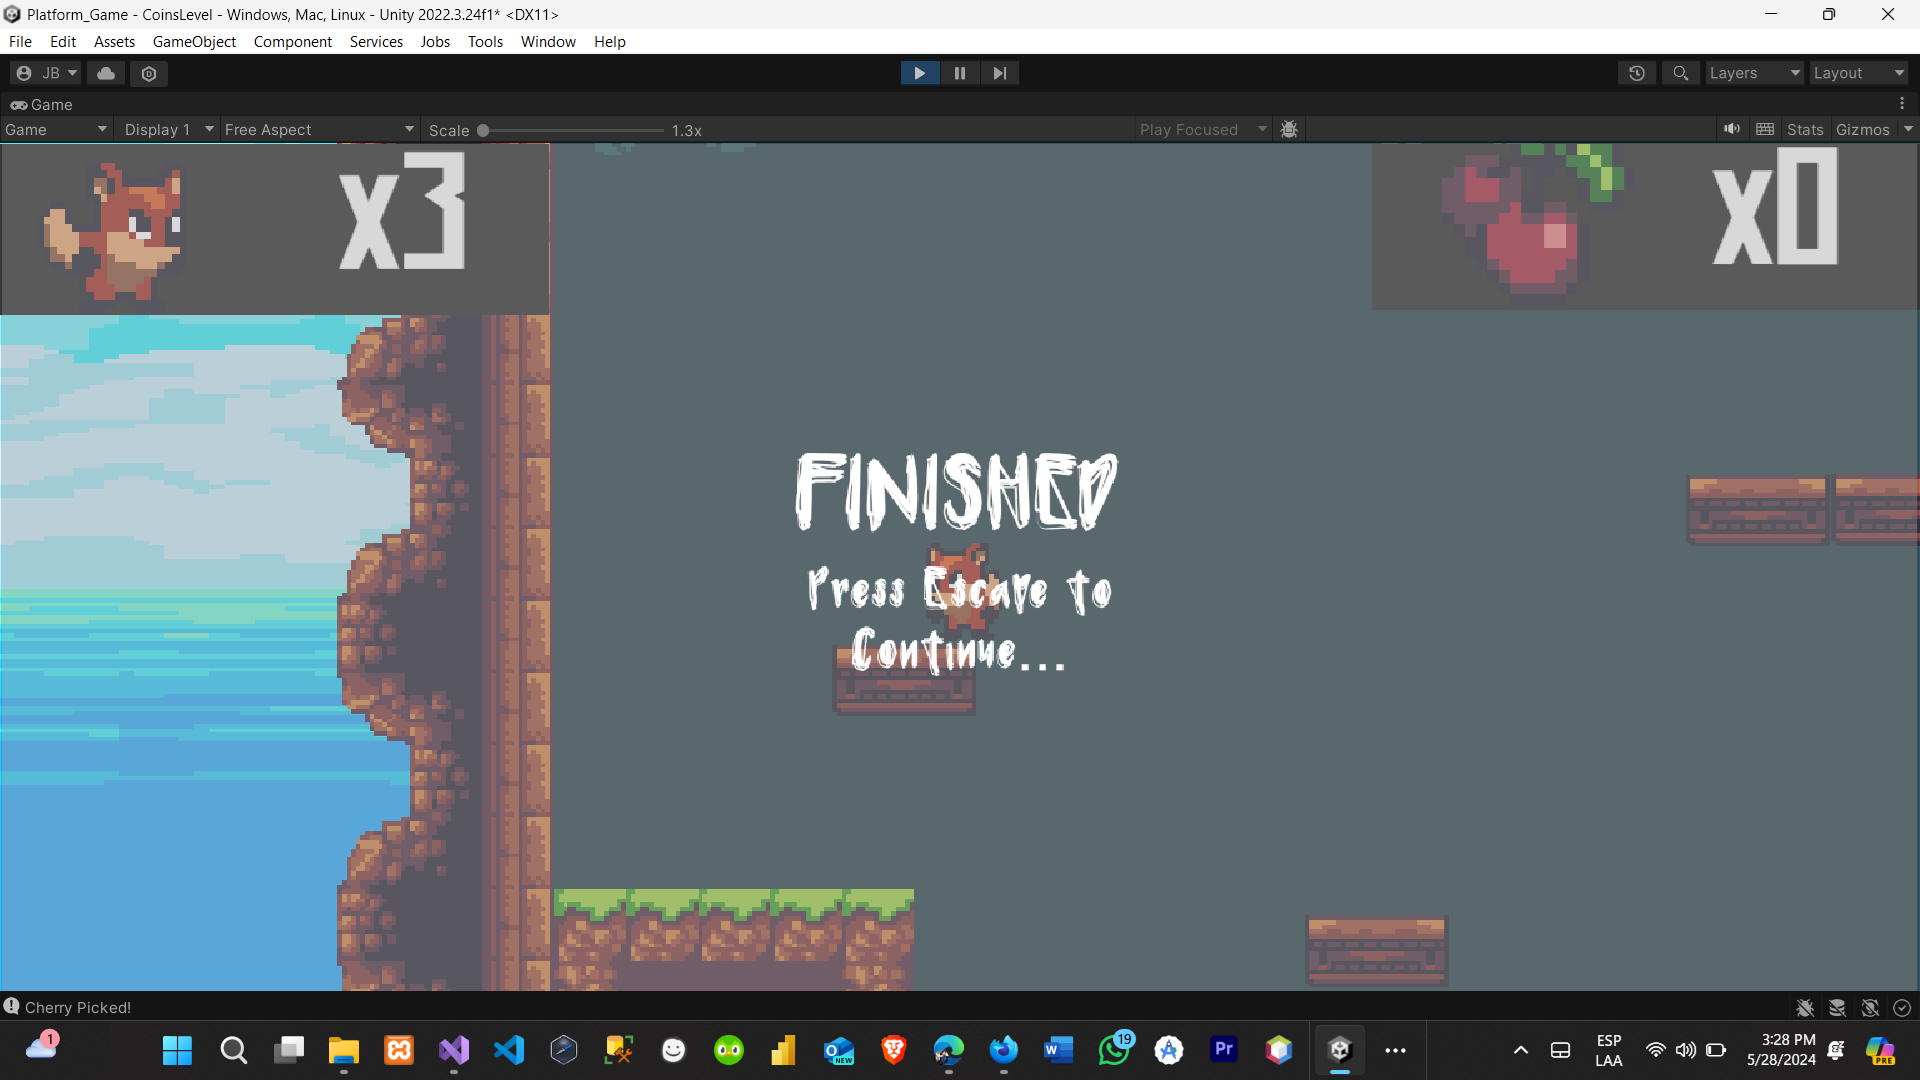 Platform_Game - CoinsLevel - Windows, Mac, Linux - Unity 2022.3.24f1* <DX11>
File Edit Assets GameObject Component Services Jobs Tools Window Help
JB Layers Layout
Game
Game Display 1 Free Aspect Scale 1.3x Play Focused Stats Gizmos
x3 x0
FINISHED
Press Escape to
Continue...
Cherry Picked!
1 NEW 19 Pr PRE
ESP 3:28 PM
LAA 5/28/2024